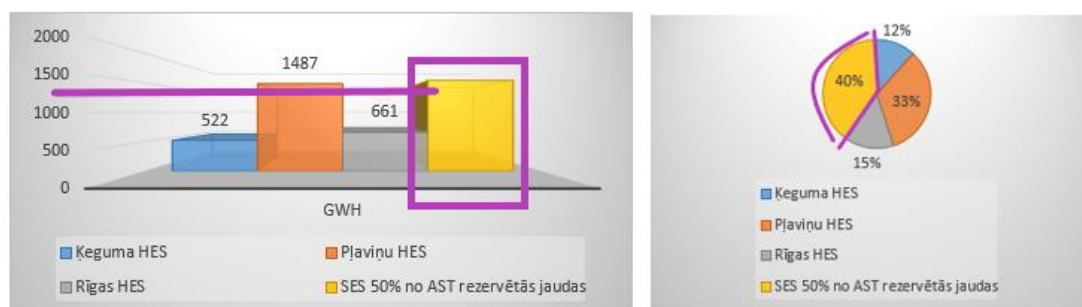 2000
1500
1000
500
0
522
1487
661
GWH
Ķeguma HES
Pļaviņu HES
Rīgas HES
SES 50% no AST rezervētās jaudas
12%
33%
15%
40%
Ķeguma HES
Pļaviņu HES
Rīgas HES
SES 50% no AST rezervētās jaudas